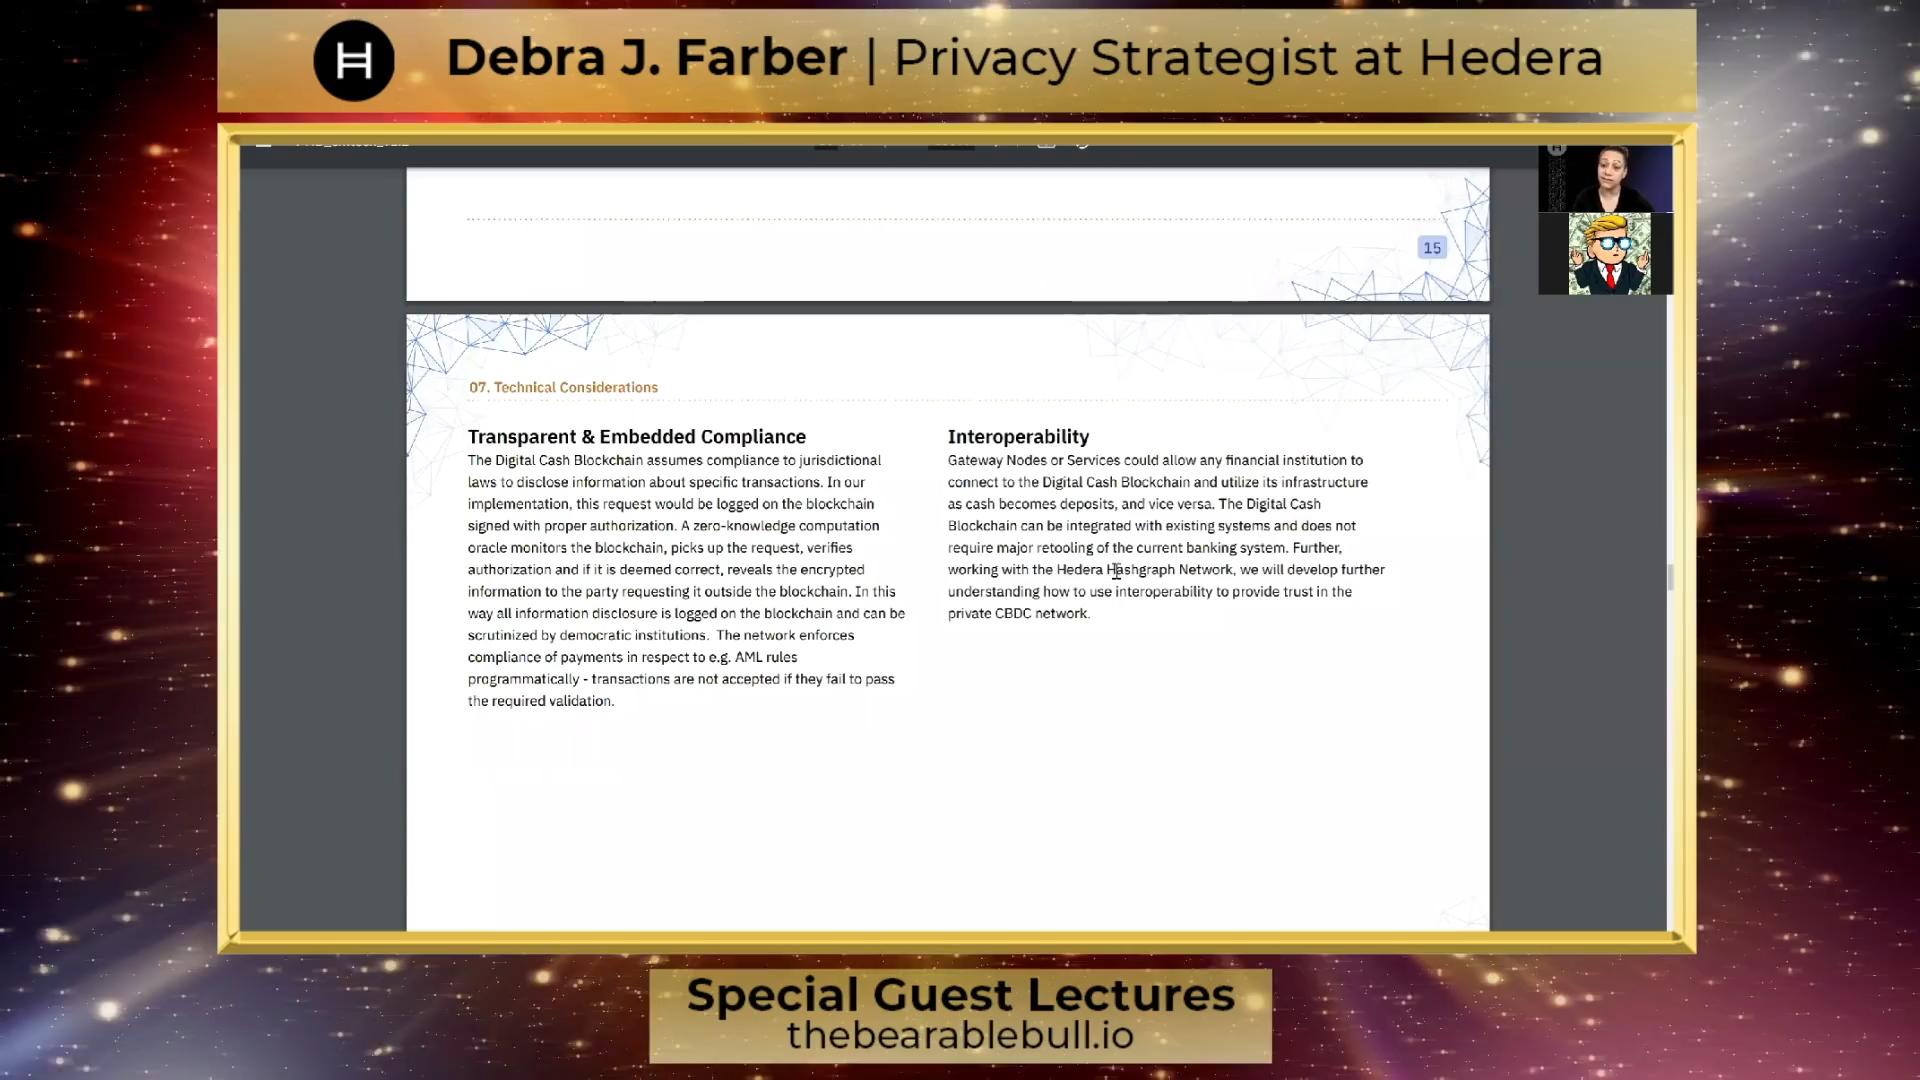 Debra J. Farber | Privacy Strategist at Hedera
15
07. Technical Considerations
Transparent & Embedded Compliance
The Digital Cash Blockchain assumes compliance to jurisdictional
laws to disclose information about specific transactions. In our
implementation, this request would be logged on the blockchain
signed with proper authorization. A zero-knowledge computation
oracle monitors the blockchain, picks up the request, verifies
authorization and if it is deemed correct, reveals the encrypted
information to the party requesting it outside the blockchain. In this
way all information disclosure is logged on the blockchain and can be
scrutinized by democratic institutions. The network enforces
compliance of payments in respect to e.g. AML rules
programmatically - transactions are not accepted if they fail to pass
the required validation.
Interoperability
Gateway Nodes or Services could allow any financial institution to
connect to the Digital Cash Blockchain and utilize its infrastructure
as cash becomes deposits, and vice versa. The Digital Cash
Blockchain can be integrated with existing systems and does not
require major retooling of the current banking system. Further,
working with the Hedera Hashgraph Network, we will develop further
understanding how to use interoperability to provide trust in the
private CBDC network.
Special Guest Lectures
thebearablebull.io